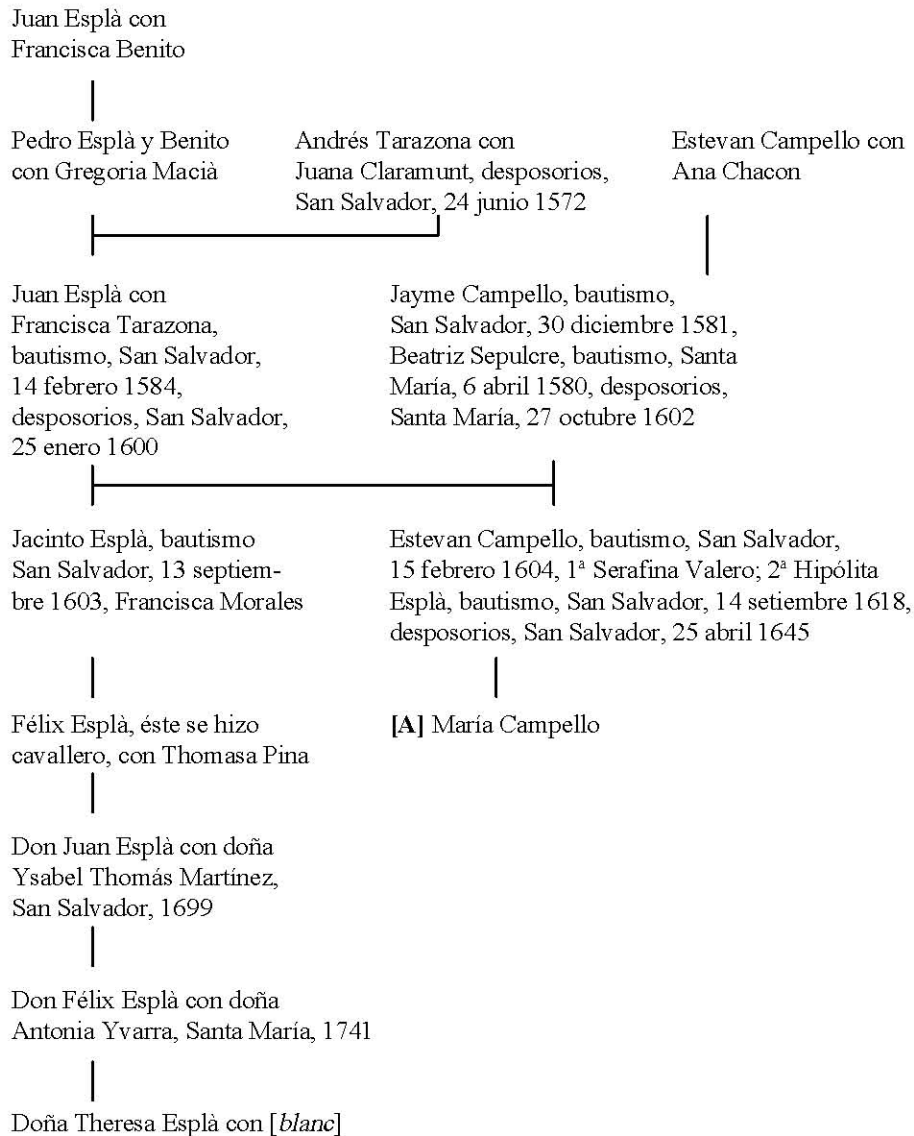 Juan Esplà con
Francisca Benito
Pedro Esplà y Benito
con Gregoria Macià
Andrés Tarazona con
Juana Claramunt, desposorios,
San Salvador, 24 junio 1572
Estevan Campello con
Ana Chacon
Juan Esplà con
Francisca Tarazona,
bautismo, San Salvador,
14 febrero 1584,
desposorios, San Salvador,
25 enero 1600
Jayme Campello, bautismo,
San Salvador, 30 diciembre 1581,
Beatriz Sepulcre, bautismo, Santa
María, 6 abril 1580, desposorios,
Santa María, 27 octubre 1602
Jacinto Esplà, bautismo
San Salvador, 13 septiem-
bre 1603, Francisca Morales
Estevan Campello, bautismo, San Salvador,
15 febrero 1604, 1ª Serafina Valero; 2ª Hipólita
Esplà, bautismo, San Salvador, 14 setiembre 1618,
desposorios, San Salvador, 25 abril 1645
Félix Esplà, éste se hizo
cavallero, con Thomasa Pina
[A] María Campello
Don Juan Esplà con doña
Ysabel Thomás Martínez,
San Salvador, 1699
Don Félix Esplà con doña
Antonia Yvarra, Santa María, 1741
Doña Theresa Esplà con [blanc]